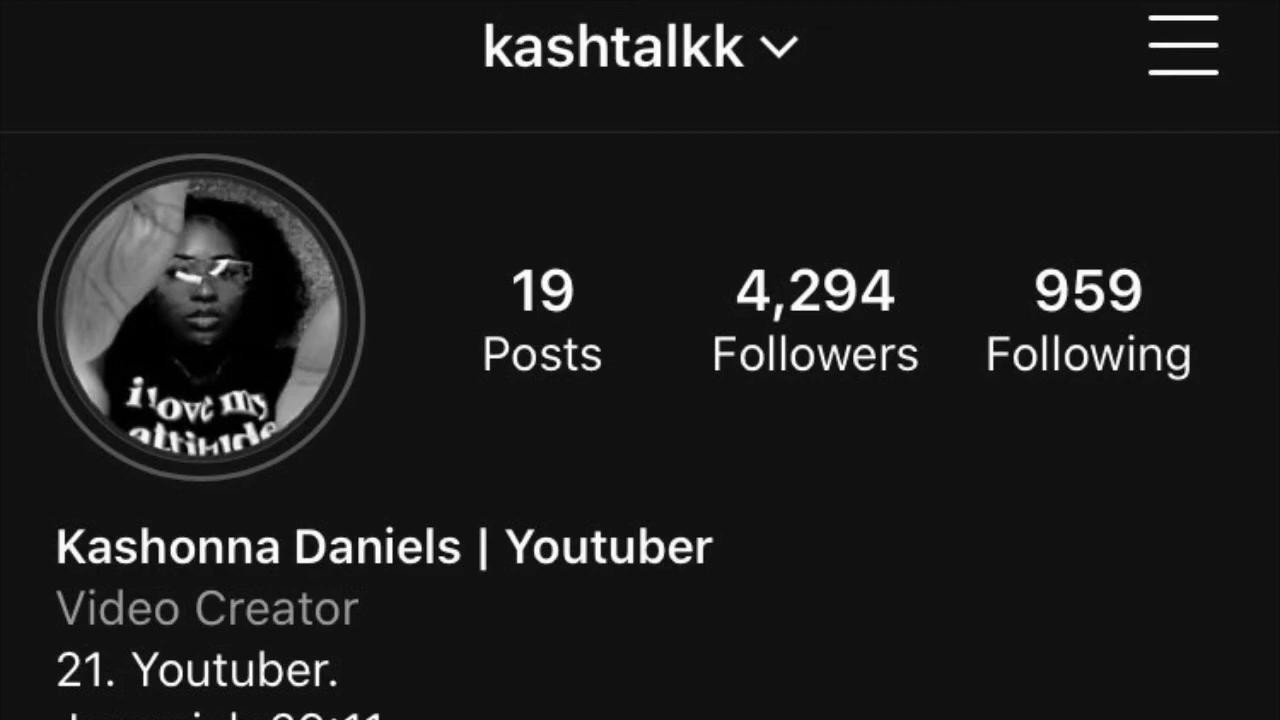 kashtalkk
19
Posts
4,294
Followers
959
Following
i love my
attitude
Kashonna Daniels | Youtuber
Video Creator
21. Youtuber.